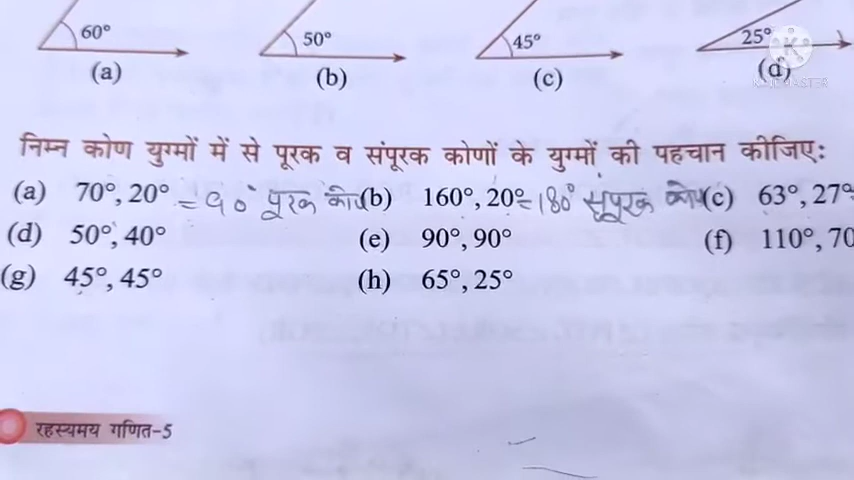 60° 50° 45° 25°
(a) (b) (c) (d)
निम्न कोण युग्मों में से पूरक व संपूरक कोणों के युग्मों की पहचान कीजिए:
(a) 70°, 20° = 90° पूरक कोण (b) 160°, 20° = 180° संपूरक कोण (c) 63°, 27°
(d) 50°, 40° (e) 90°, 90° (f) 110°, 70
(g) 45°, 45° (h) 65°, 25°
रहस्यमय गणित-5